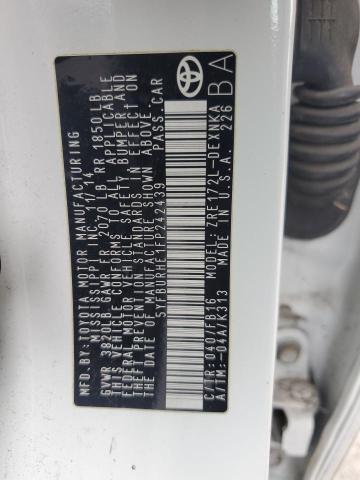 MFD.BY: TOYOTA MOTOR MANUFACTURING
MISSISSIPPI INC. 11/14
GVWR 3820LB GAWR FR 2070 LB RR 1850 LB
THIS VEHICLE CONFORMS TO ALL APPLICABLE
FEDERAL MOTOR VEHICLE SAFETY, BUMPER AND
THEFT PREVENTION STANDARDS IN EFFECT ON
THE DATE OF MANUFACTURE SHOWN ABOVE.
5YFBURHE1FP242439 PASS.CAR
C/TR: 040/FB16 MODEL: ZRE172L-DEXNKA
A/TM:-04A/K313 MADE IN U.S.A. 226
BA
TOYOTA